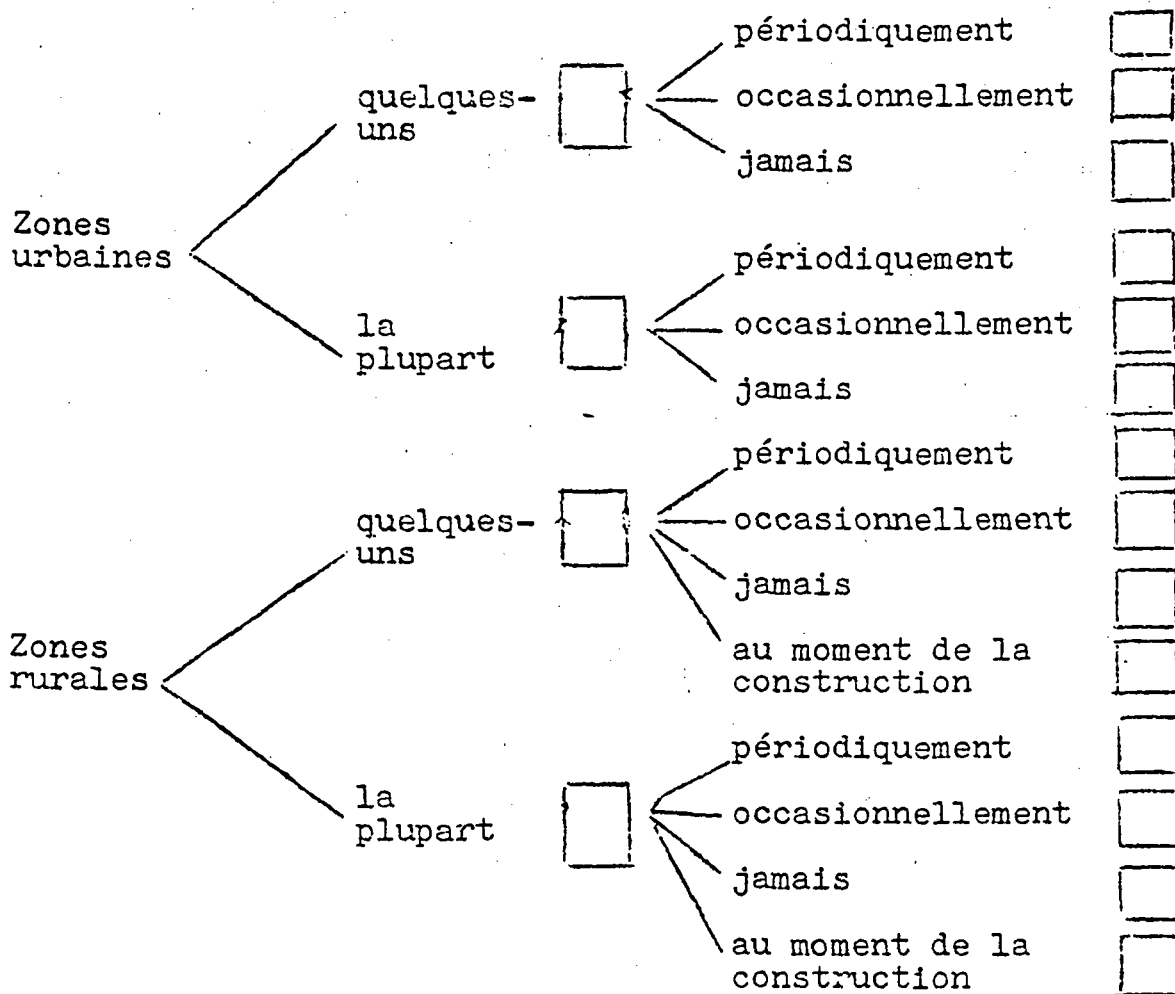 périodiquement
quelques-
uns
occasionnellement
jamais
Zones
urbaines
périodiquement
la
plupart
occasionnellement
jamais
périodiquement
quelques-
uns
occasionnellement
jamais
Zones
rurales
au moment de la
construction
périodiquement
la
plupart
occasionnellement
jamais
au moment de la
construction